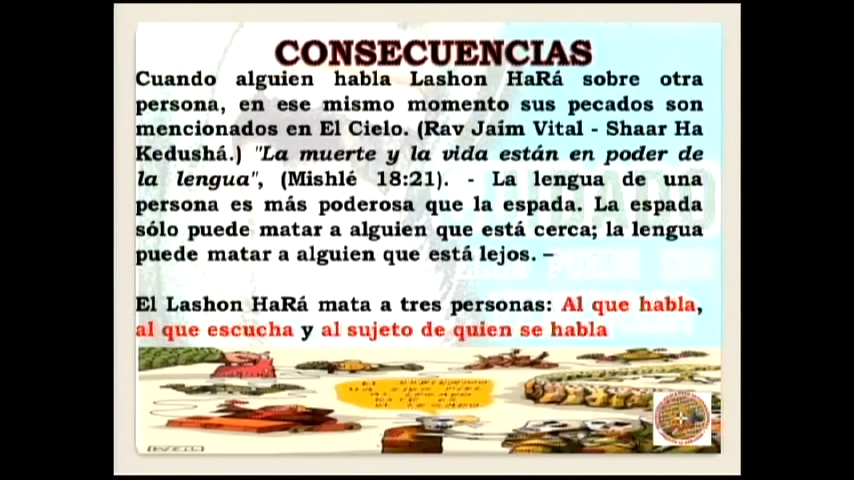 CONSECUENCIAS
Cuando alguien habla Lashon HaRá sobre otra
persona, en ese mismo momento sus pecados son
mencionados en El Cielo. (Rav Jaim Vital - Shaar Ha
Kedushá.) "La muerte y la vida están en poder de
la lengua", (Mishlé 18:21). - La lengua de una
persona es más poderosa que la espada. La espada
sólo puede matar a alguien que está cerca; la lengua
puede matar a alguien que está lejos. –
El Lashon HaRá mata a tres personas: Al que habla,
al que escucha y al sujeto de quien se habla